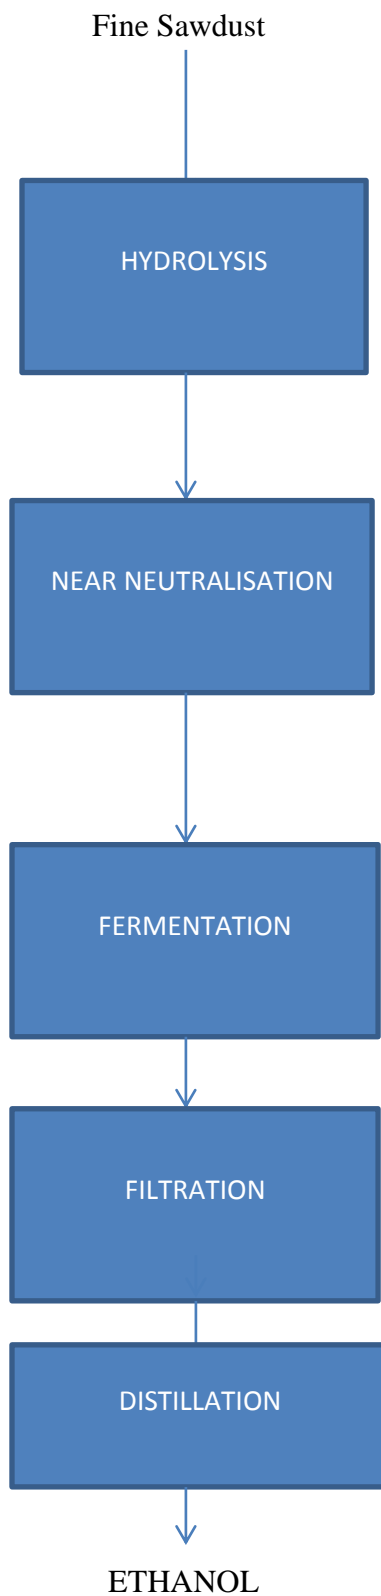 Fine Sawdust
HYDROLYSIS
NEAR NEUTRALISATION
FERMENTATION
FILTRATION
DISTILLATION
ETHANOL